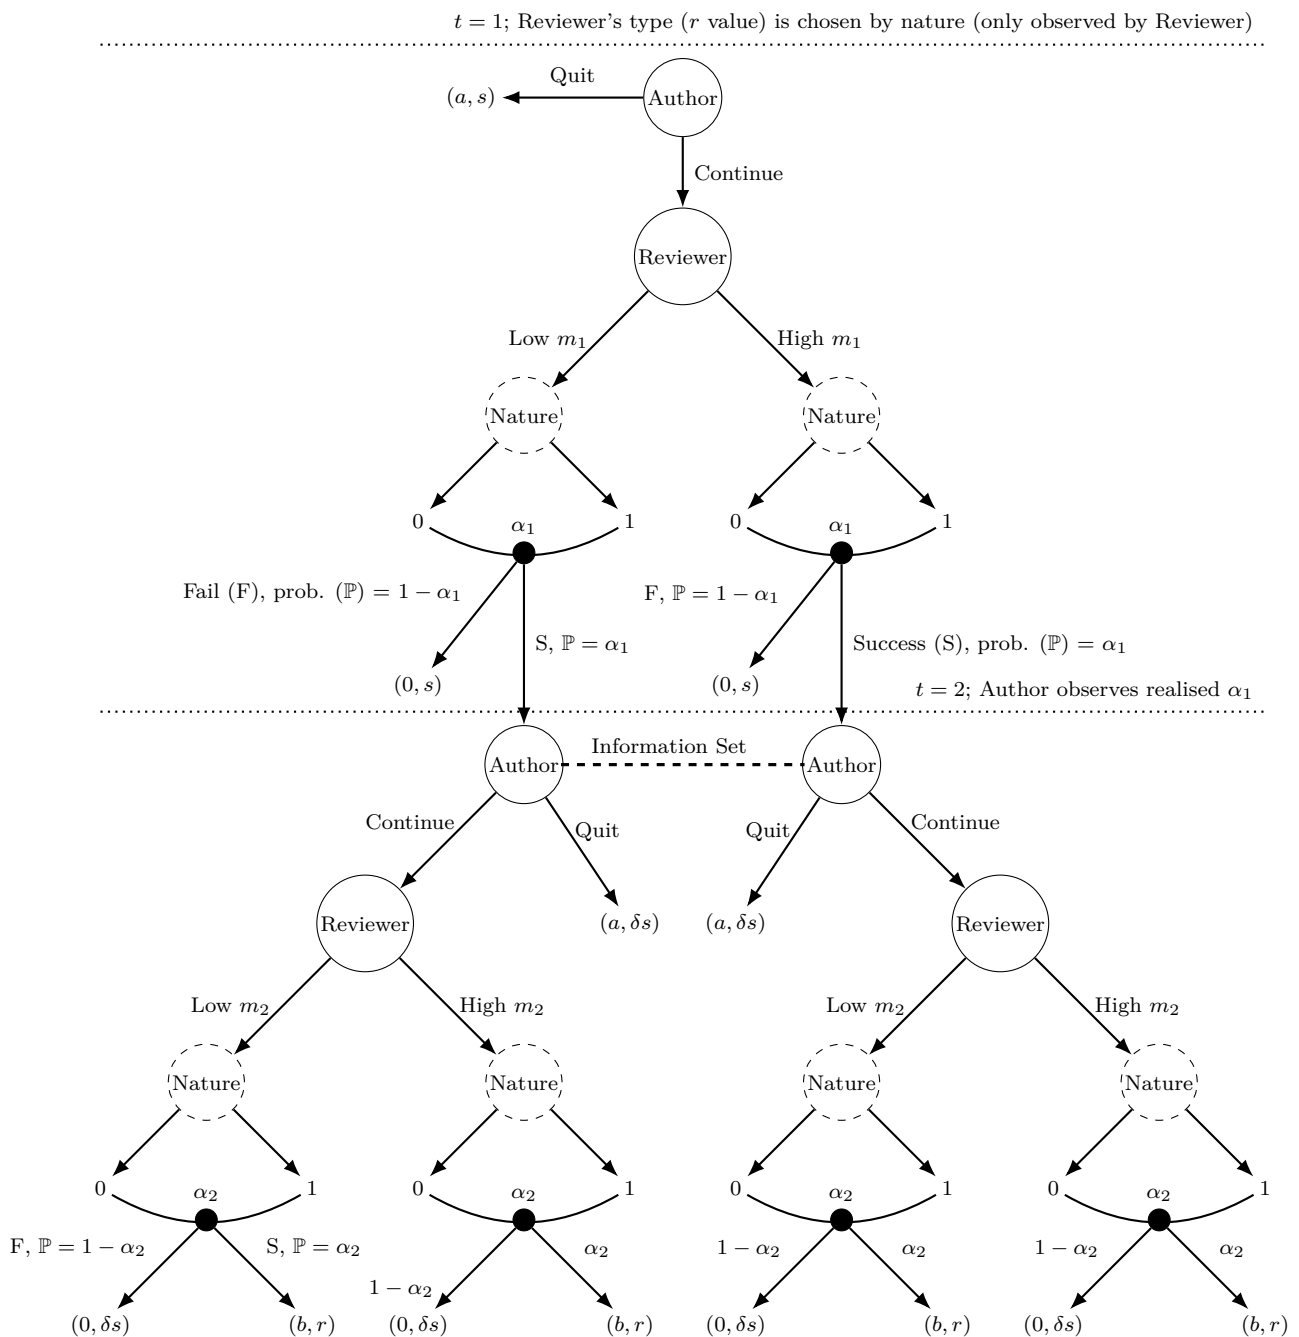 t = 1; Reviewer's type (r value) is chosen by nature (only observed by Reviewer)
Quit
(a, s)
Author
Continue
Reviewer
Low m₁
High m₁
Nature
Nature
0
α₁
1
0
α₁
1
Fail (F), prob. (ℙ) = 1 − α₁
F, ℙ = 1 − α₁
S, ℙ = α₁
Success (S), prob. (ℙ) = α₁
(0, s)
(0, s)
t = 2; Author observes realised α₁
Information Set
Author
Author
Continue
Quit
Quit
Continue
Reviewer
(a, δs)
(a, δs)
Reviewer
Low m₂
High m₂
Low m₂
High m₂
Nature
Nature
Nature
Nature
0
α₂
1
0
α₂
1
0
α₂
1
0
α₂
1
F, ℙ = 1 − α₂
S, ℙ = α₂
1 − α₂
α₂
1 − α₂
α₂
1 − α₂
α₂
(0, δs)
(b, r)
(0, δs)
(b, r)
(0, δs)
(b, r)
(0, δs)
(b, r)